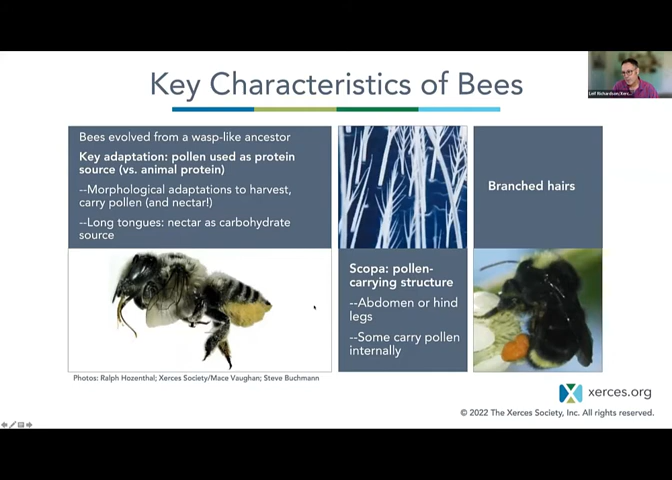 Key Characteristics of Bees
Bees evolved from a wasp-like ancestor
Key adaptation: pollen used as protein
source (vs. animal protein)
--Morphological adaptations to harvest,
carry pollen (and nectar!)
--Long tongues: nectar as carbohydrate
source
Branched hairs
Scopa: pollen-
carrying structure
--Abdomen or hind
legs
--Some carry pollen
internally
Photos: Ralph Hozenthal; Xerces Society/Mace Vaughan; Steve Buchmann
xerces.org
© 2022 The Xerces Society, Inc. All rights reserved.
Leif Richardson/Xerc...